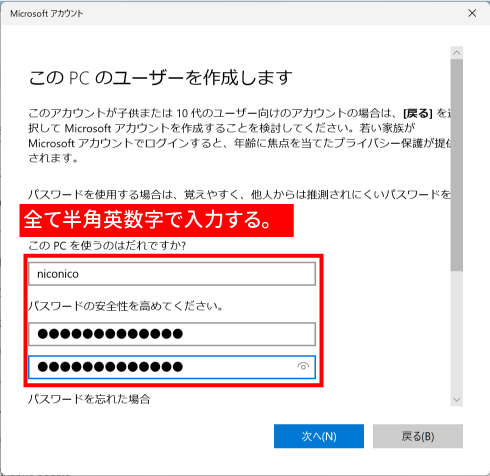 Microsoft アカウント
この PC のユーザーを作成します
このアカウントが子供または 10 代のユーザー向けのアカウントの場合は、[戻る] を選
択して Microsoft アカウントを作成することを検討してください。若い家族が
Microsoft アカウントでログインすると、年齢に焦点を当てたプライバシー保護が提供
されます。
パスワードを使用する場合は、覚えやすく、他人からは推測されにくいパスワードを
全て半角英数字で入力する。
この PC を使うのはだれですか?
niconico
パスワードの安全性を高めてください。
●●●●●●●●●●●●●
●●●●●●●●●●●●●
パスワードを忘れた場合
次へ(N)
戻る(B)